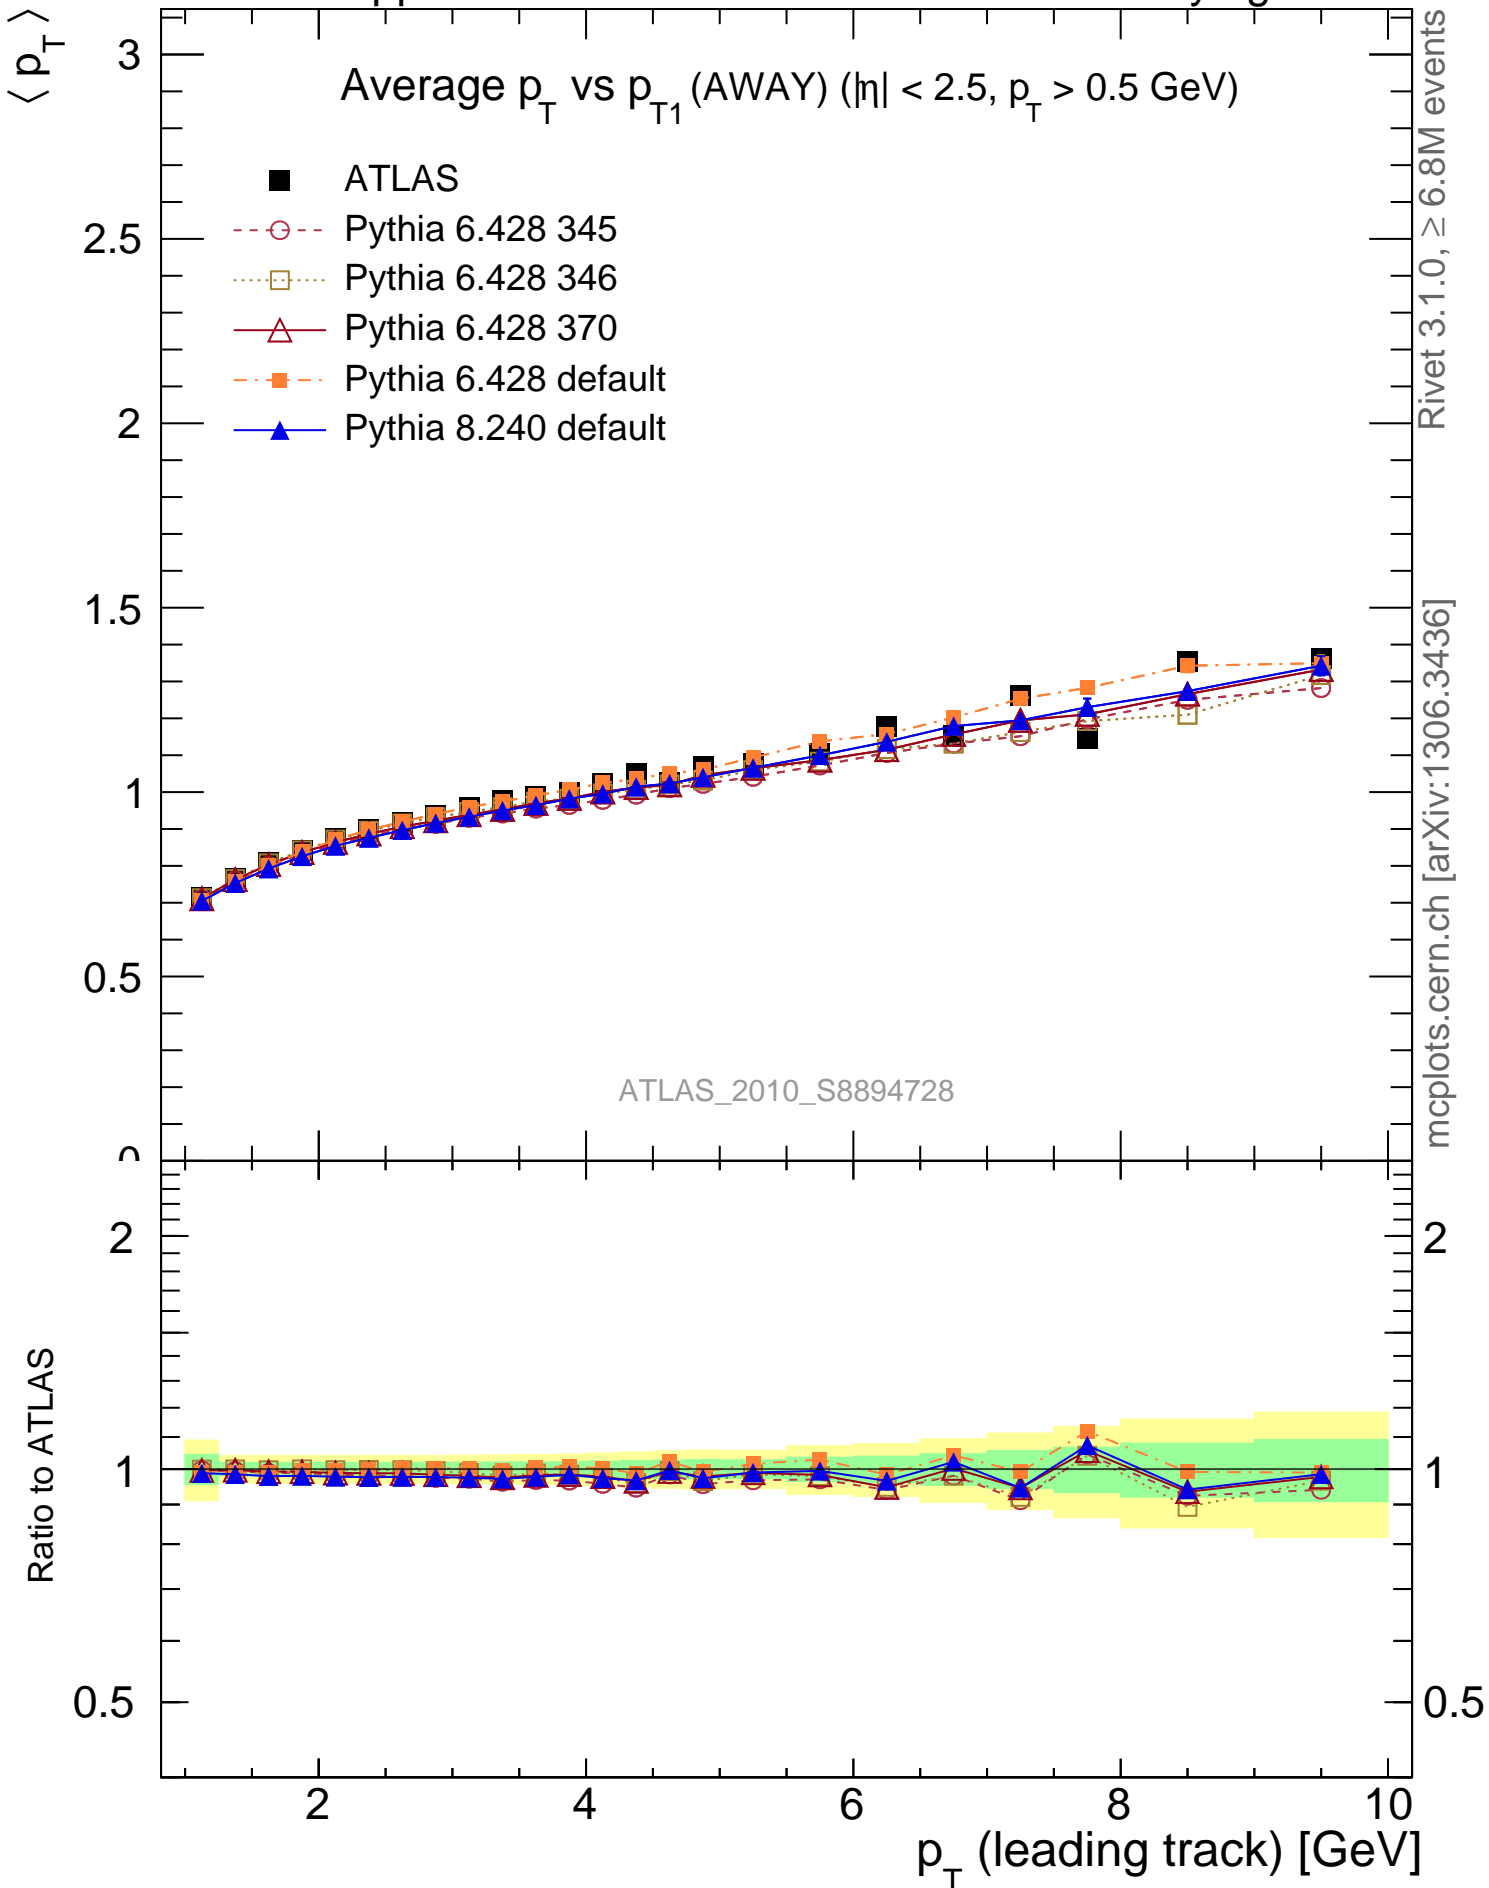 ⟨ p_T ⟩
Average p_T vs p_T1 (AWAY) (|η| < 2.5, p_T > 0.5 GeV)
ATLAS
Pythia 6.428 345
Pythia 6.428 346
Pythia 6.428 370
Pythia 6.428 default
Pythia 8.240 default
3
2.5
2
1.5
1
0.5
0
ATLAS_2010_S8894728
Rivet 3.1.0, ≥ 6.8M events
mcplots.cern.ch [arXiv:1306.3436]
Ratio to ATLAS
2
1
0.5
2
1
0.5
2 4 6 8 10
p_T (leading track) [GeV]